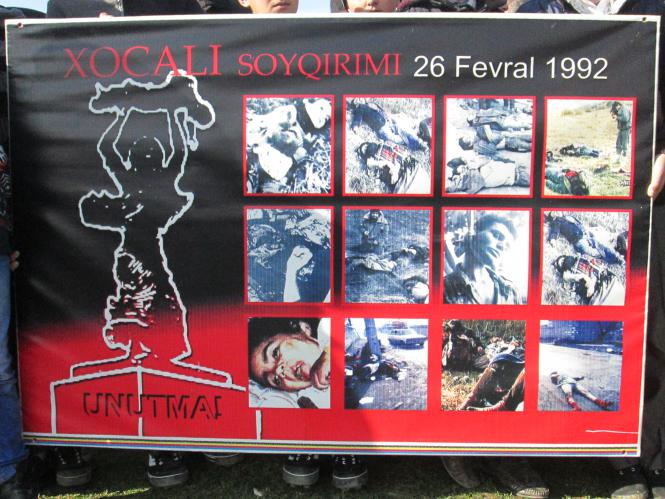 XOCALI SOYQIRIMI 26 Fevral 1992
UNUTMA!